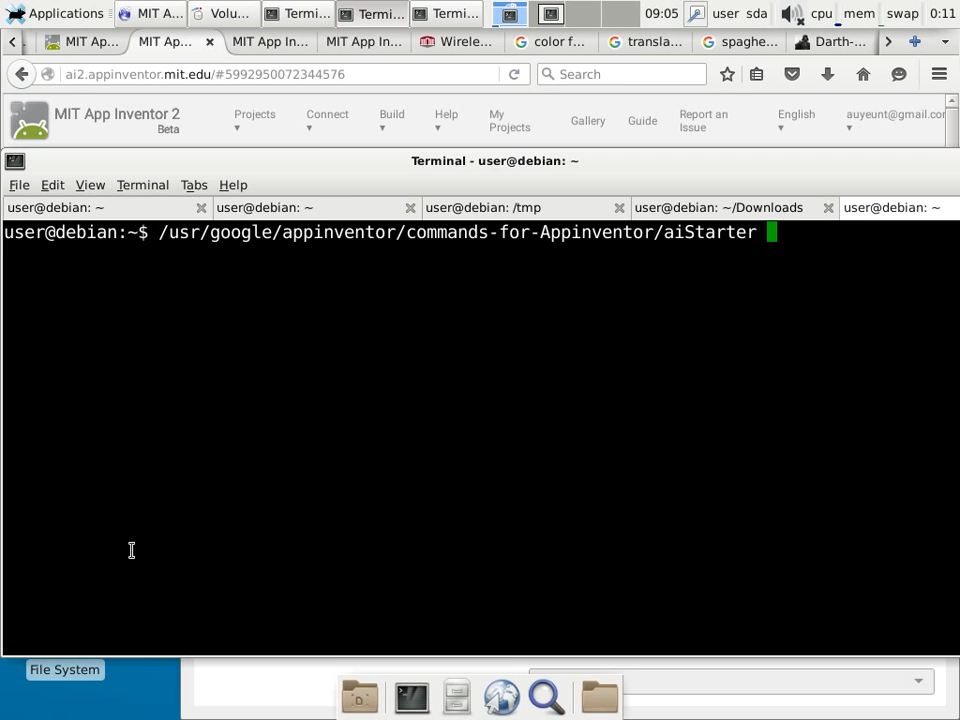 Applications
MIT A...
Volu...
Termi...
Termi...
Termi...
09:05
user
sda
cpu
mem
swap
0:11
MIT Ap...
MIT Ap...
MIT App In...
MIT App In...
Wirele...
color f...
transla...
spaghe...
Darth-...
ai2.appinventor.mit.edu/#5992950072344576
Search
MIT App Inventor 2
Beta
Projects
Connect
Build
Help
My
Projects
Gallery
Guide
Report an
Issue
English
auyeunt@gmail.cor
Terminal - user@debian: ~
File
Edit
View
Terminal
Tabs
Help
user@debian: ~
user@debian: ~
user@debian: /tmp
user@debian: ~/Downloads
user@debian: ~
user@debian:~$ /usr/google/appinventor/commands-for-Appinventor/aiStarter
File System